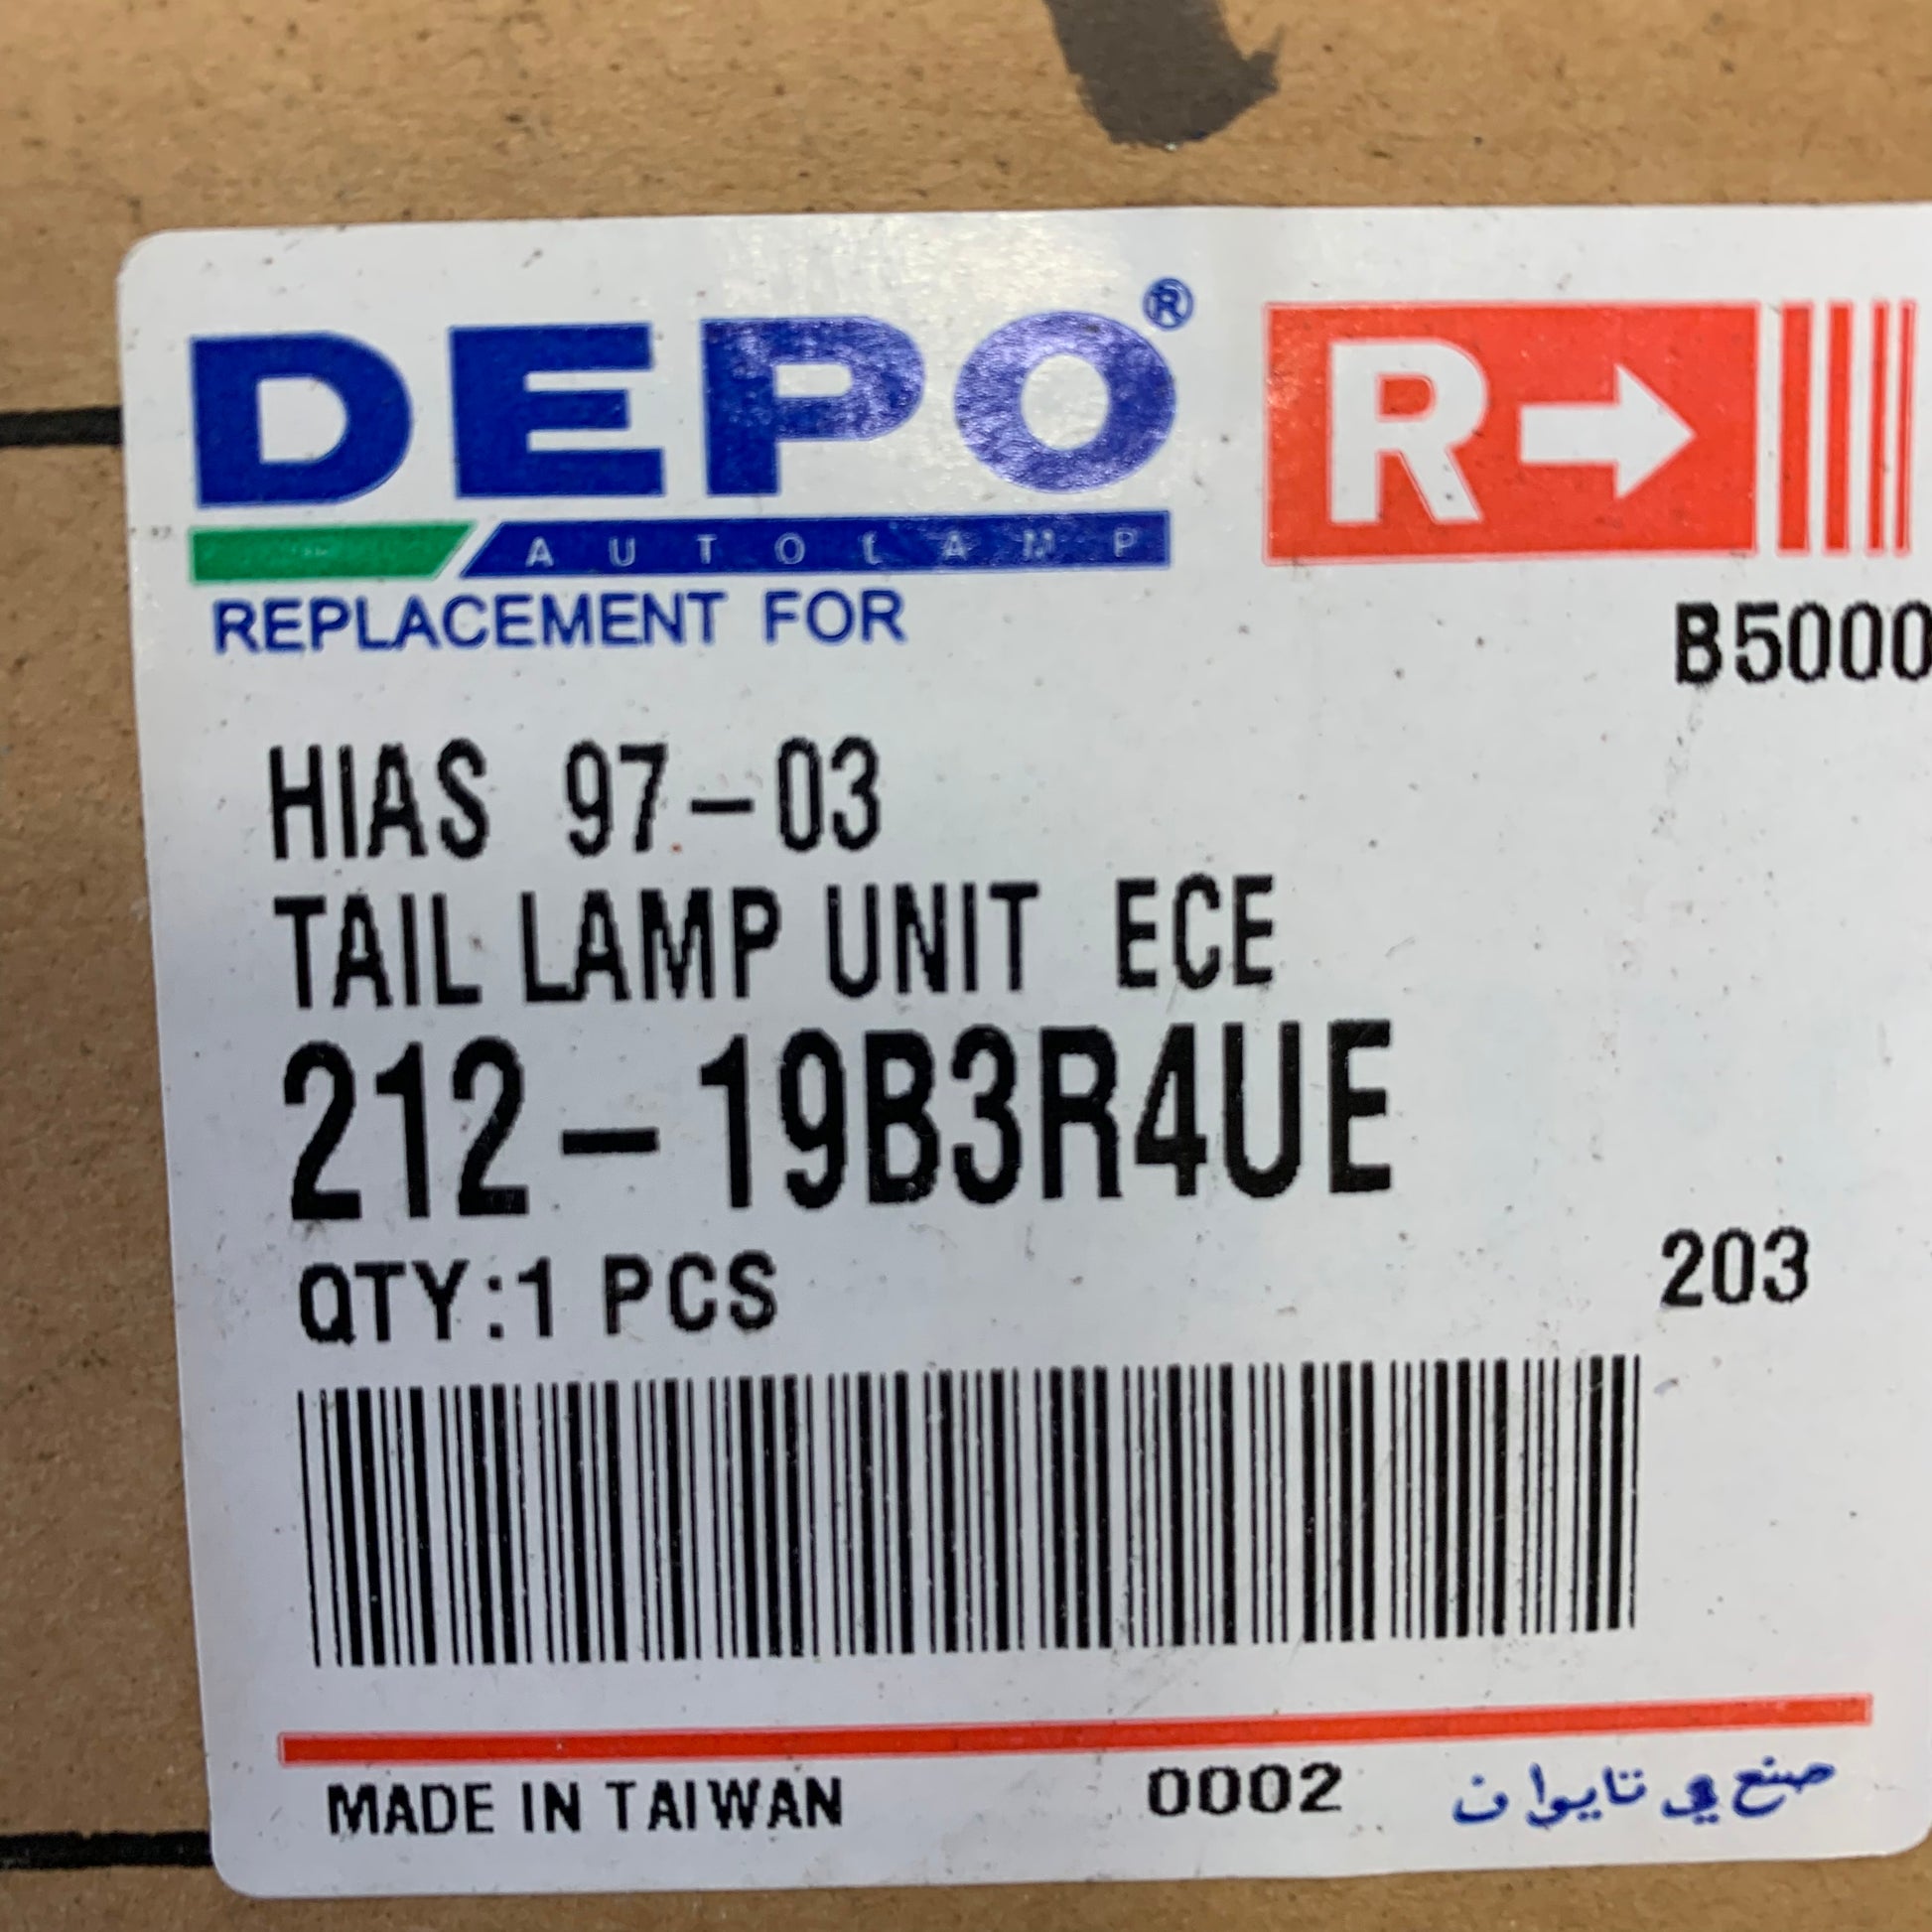 DEPO®
AUTOLAMP
R
REPLACEMENT FOR
B5000
HIAS 97-03
TAIL LAMP UNIT ECE
212-19B3R4UE
QTY:1 PCS
203
MADE IN TAIWAN 0002 صنع في تايوان